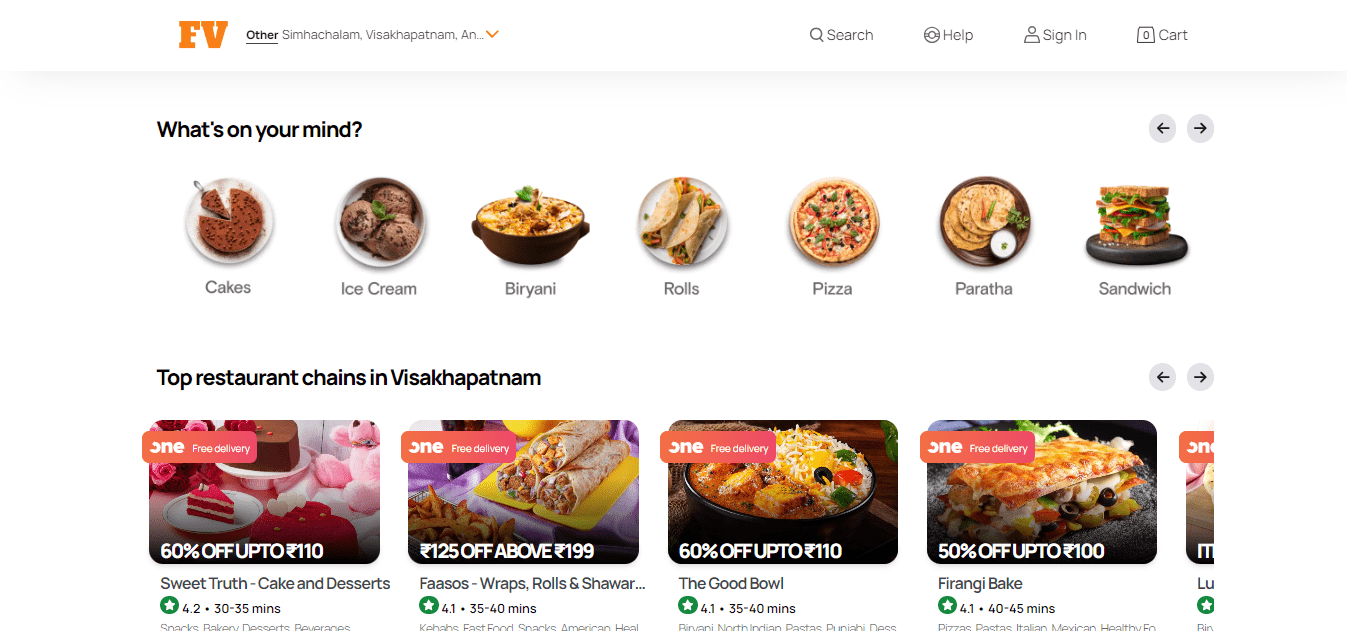 FV Other Simhachalam, Visakhapatnam, An... Search Help Sign In 0 Cart
What's on your mind?
Cakes Ice Cream Biryani Rolls Pizza Paratha Sandwich
Top restaurant chains in Visakhapatnam
one Free delivery one Free delivery one Free delivery one Free delivery one
60% OFF UPTO ₹110 ₹125 OFF ABOVE ₹199 60% OFF UPTO ₹110 50% OFF UPTO ₹100
Sweet Truth - Cake and Desserts Faasos - Wraps, Rolls & Shawar... The Good Bowl Firangi Bake Lu
4.2 • 30-35 mins 4.1 • 35-40 mins 4.1 • 35-40 mins 4.1 • 40-45 mins
Snacks, Bakery, Desserts, Beverages Kebabs, Fast Food, Snacks, American, Heal Biryani, North Indian, Pastas, Punjabi, Dess Pizzas, Pastas, Italian, Mexican, Healthy Fo